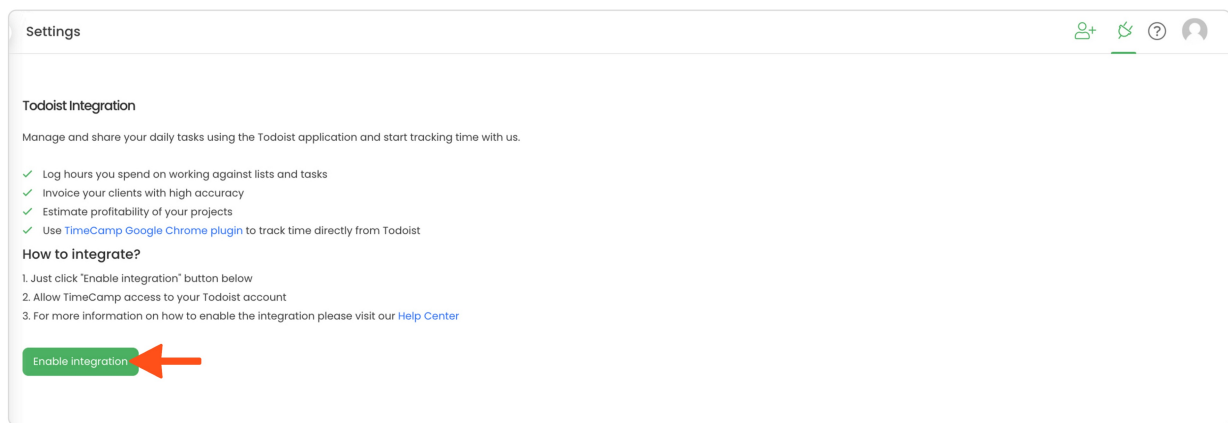 Settings
Todoist Integration
Manage and share your daily tasks using the Todoist application and start tracking time with us.
Log hours you spend on working against lists and tasks
Invoice your clients with high accuracy
Estimate profitability of your projects
Use TimeCamp Google Chrome plugin to track time directly from Todoist
How to integrate?
1. Just click "Enable integration" button below
2. Allow TimeCamp access to your Todoist account
3. For more information on how to enable the integration please visit our Help Center
Enable integration